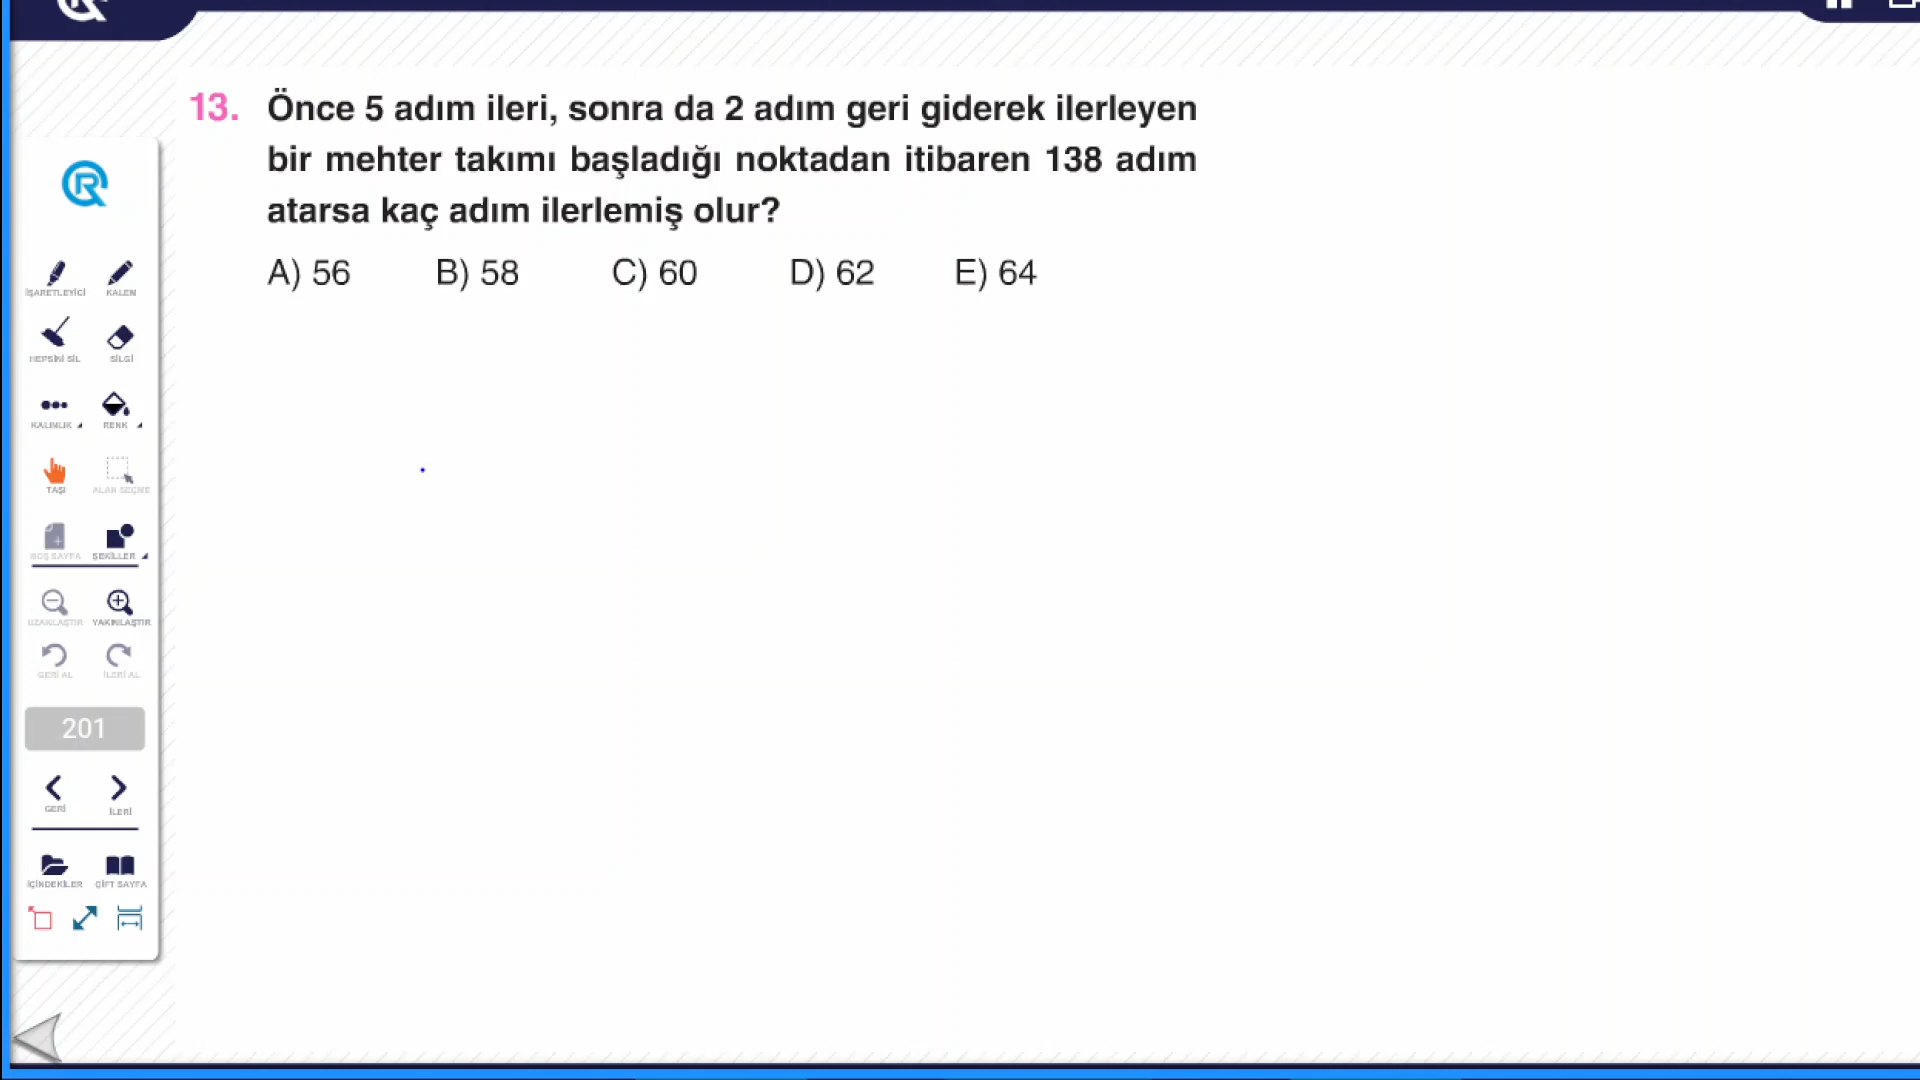 13. Önce 5 adım ileri, sonra da 2 adım geri giderek ilerleyen
bir mehter takımı başladığı noktadan itibaren 138 adım
atarsa kaç adım ilerlemiş olur?
A) 56 B) 58 C) 60 D) 62 E) 64
İŞARETLEYİCİ KALEM
HEPSİNİ SİL SİLGİ
KALINLIK RENK
TAŞI ALAN SEÇME
BOŞ SAYFA ŞEKİLLER
UZAKLAŞTIR YAKINLAŞTIR
GERİ AL İLERİ AL
201
GERİ İLERİ
İÇİNDEKİLER ÇİFT SAYFA